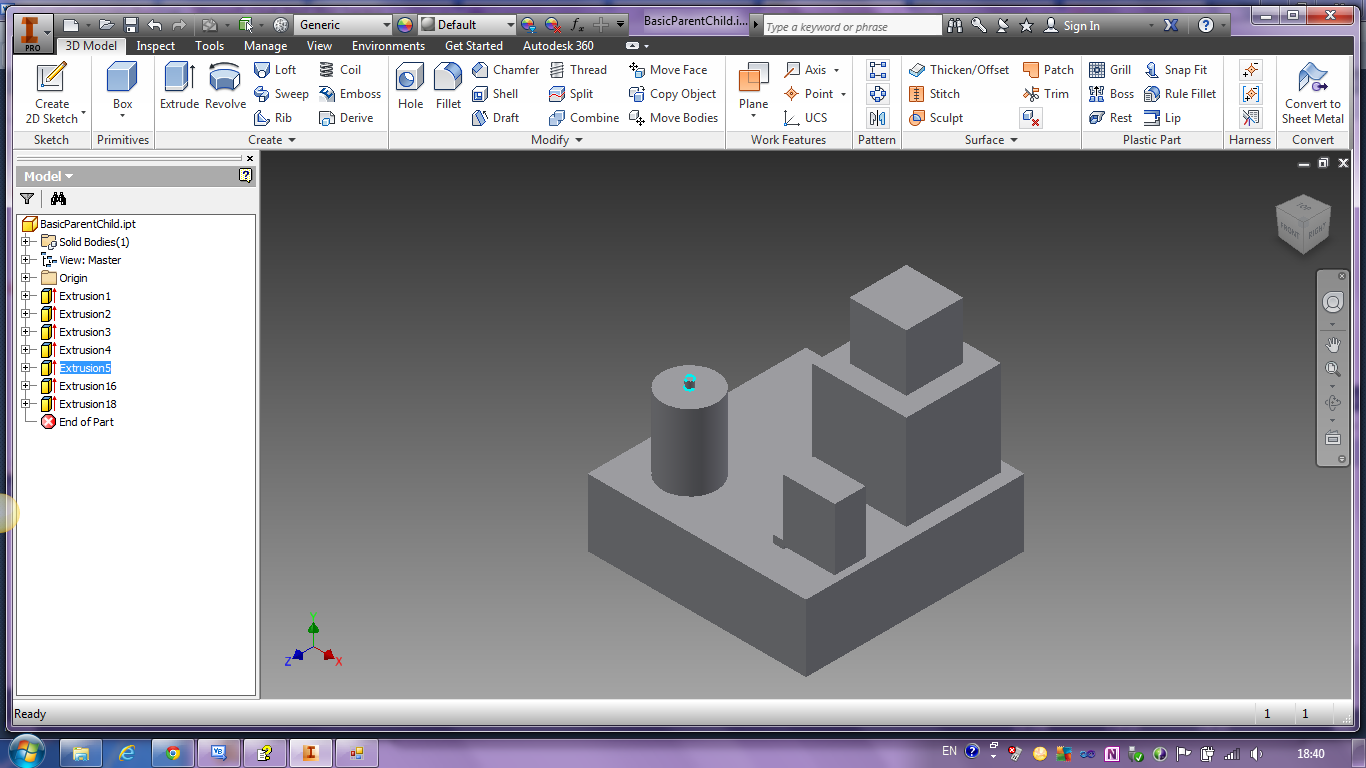 PRO
Generic
Default
BasicParentChild.i...
Type a keyword or phrase
Sign In
3D Model Inspect Tools Manage View Environments Get Started Autodesk 360
Create 2D Sketch
Box
Extrude
Revolve
Loft
Sweep
Rib
Coil
Emboss
Derive
Hole
Fillet
Chamfer
Shell
Draft
Thread
Split
Combine
Move Face
Copy Object
Move Bodies
Plane
Axis
Point
UCS
Thicken/Offset
Stitch
Sculpt
Patch
Trim
Grill
Boss
Rest
Snap Fit
Rule Fillet
Lip
Convert to Sheet Metal
Sketch Primitives Create Modify Work Features Pattern Surface Plastic Part Harness Convert
Model
BasicParentChild.ipt
Solid Bodies(1)
View: Master
Origin
Extrusion1
Extrusion2
Extrusion3
Extrusion4
Extrusion5
Extrusion16
Extrusion18
End of Part
TOP
FRONT
RIGHT
Y
Z
X
Ready
1 1
EN
18:40